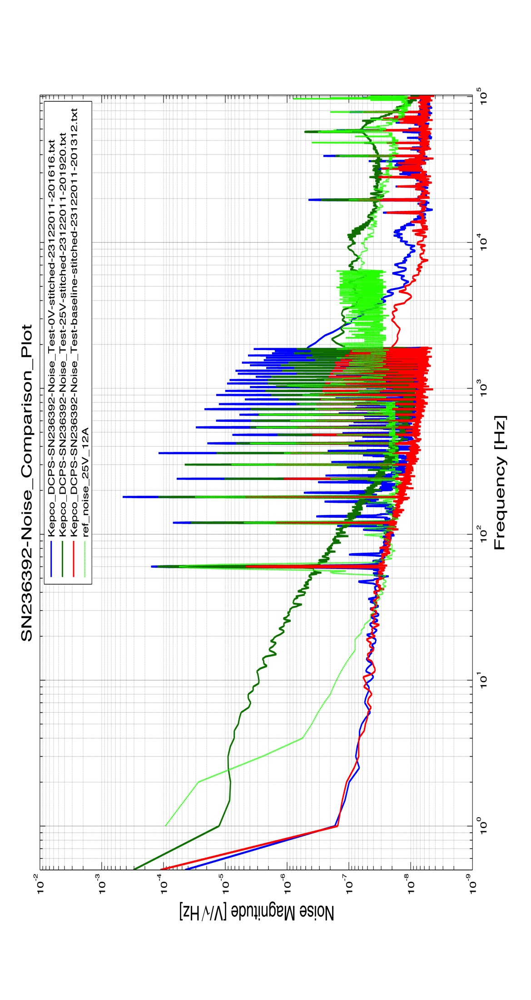 SN236392-Noise_Comparison_Plot
Kepco_DCPS-SN236392-Noise_Test-0V-stitched-23122011-201616.txt
Kepco_DCPS-SN236392-Noise_Test-25V-stitched-23122011-201920.txt
Kepco_DCPS-SN236392-Noise_Test-baseline-stitched-23122011-201312.txt
ref_noise_25V_12A
Noise Magnitude [V/√Hz]
10^-2
10^-3
10^-4
10^-5
10^-6
10^-7
10^-8
10^-9
10^0
10^1
10^2
10^3
10^4
10^5
Frequency [Hz]